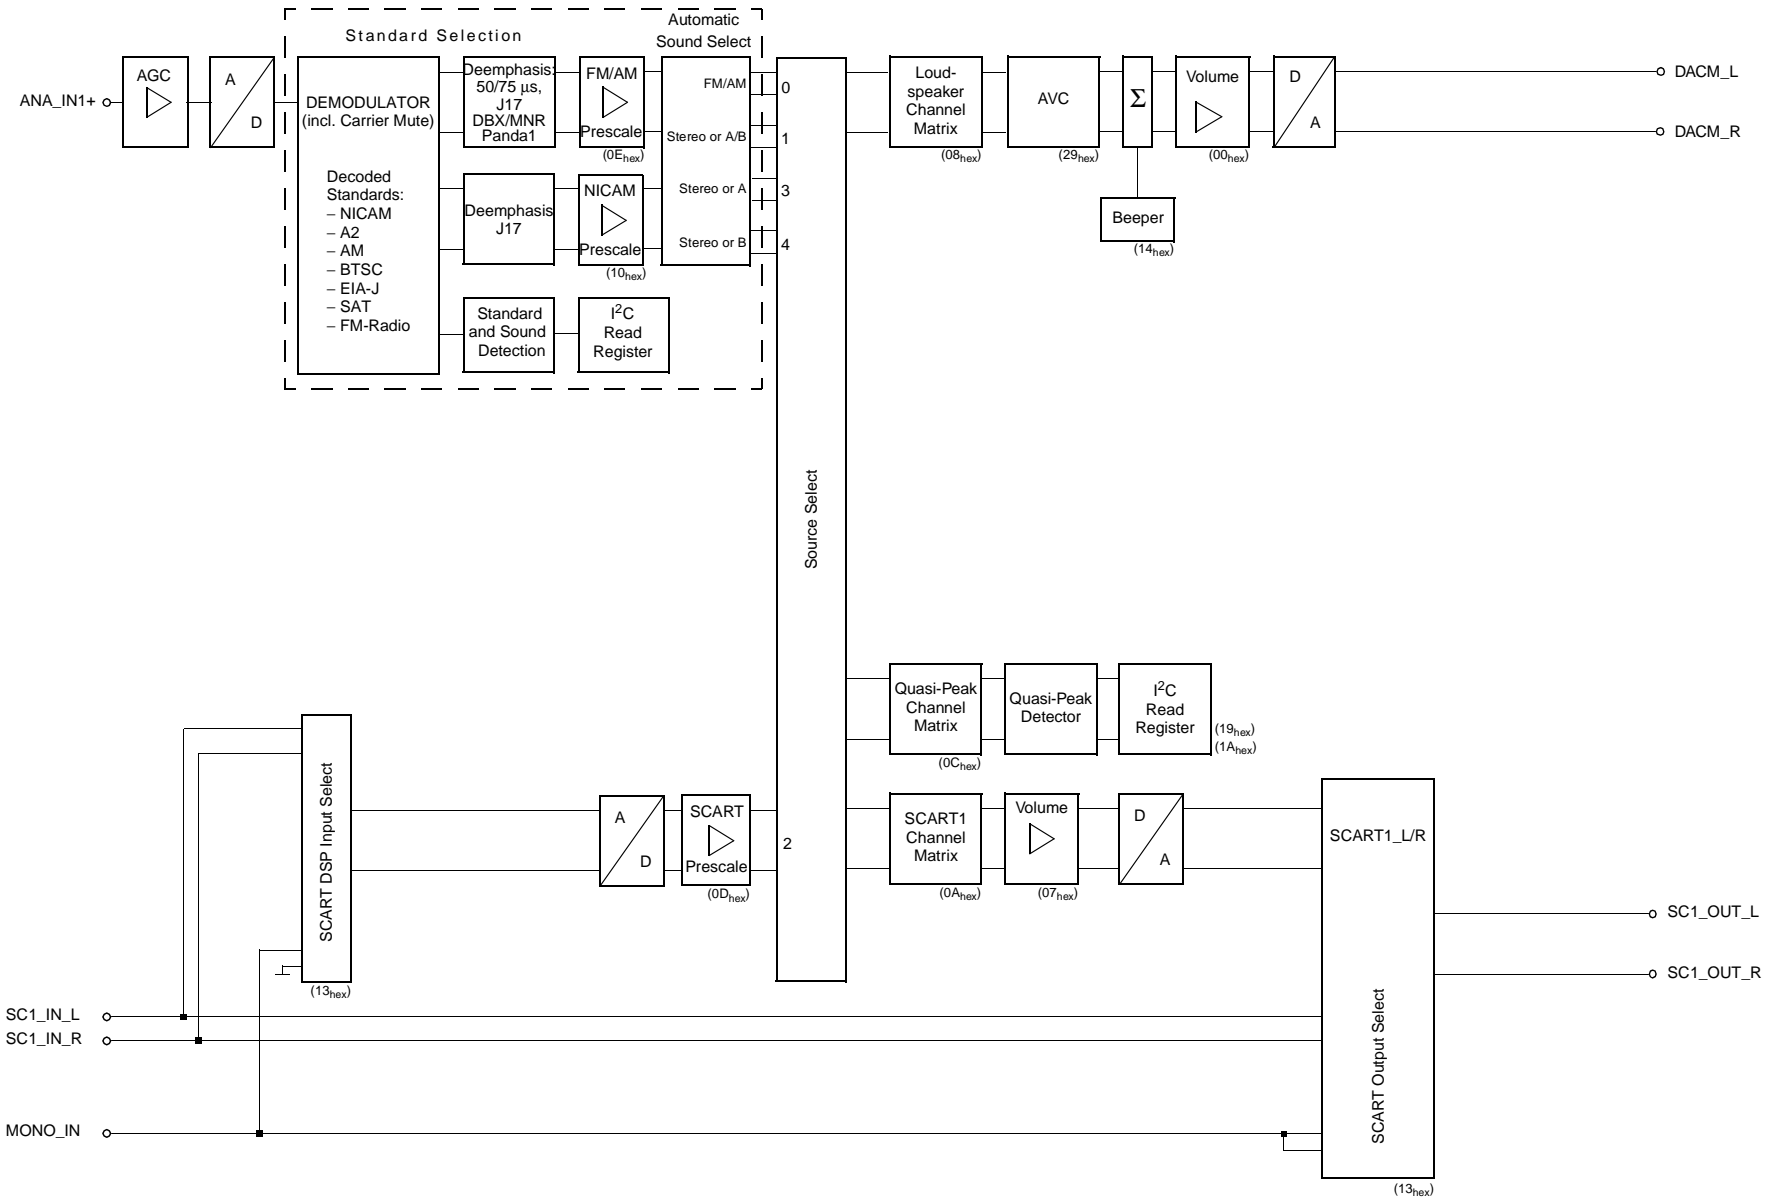 Standard Selection
Automatic
Sound Select
ANA_IN1+
AGC
A
D
DEMODULATOR
(incl. Carrier Mute)
Decoded
Standards:
– NICAM
– A2
– AM
– BTSC
– EIA-J
– SAT
– FM-Radio
Deemphasis:
50/75 µs,
J17
DBX/MNR
Panda1
FM/AM
Prescale
(0Ehex)
Deemphasis
J17
NICAM
Prescale
(10hex)
Standard
and Sound
Detection
I2C
Read
Register
FM/AM
Stereo or A/B
Stereo or A
Stereo or B
0
1
3
4
2
Source Select
Loud-
speaker
Channel
Matrix
(08hex)
AVC
(29hex)
Σ
Beeper
(14hex)
Volume
(00hex)
D
A
DACM_L
DACM_R
Quasi-Peak
Channel
Matrix
(0Chex)
Quasi-Peak
Detector
I2C
Read
Register
(19hex)
(1Ahex)
SCART DSP Input Select
(13hex)
A
D
SCART
Prescale
(0Dhex)
SCART1
Channel
Matrix
(0Ahex)
Volume
(07hex)
D
A
SCART1_L/R
SCART Output Select
(13hex)
SC1_OUT_L
SC1_OUT_R
SC1_IN_L
SC1_IN_R
MONO_IN